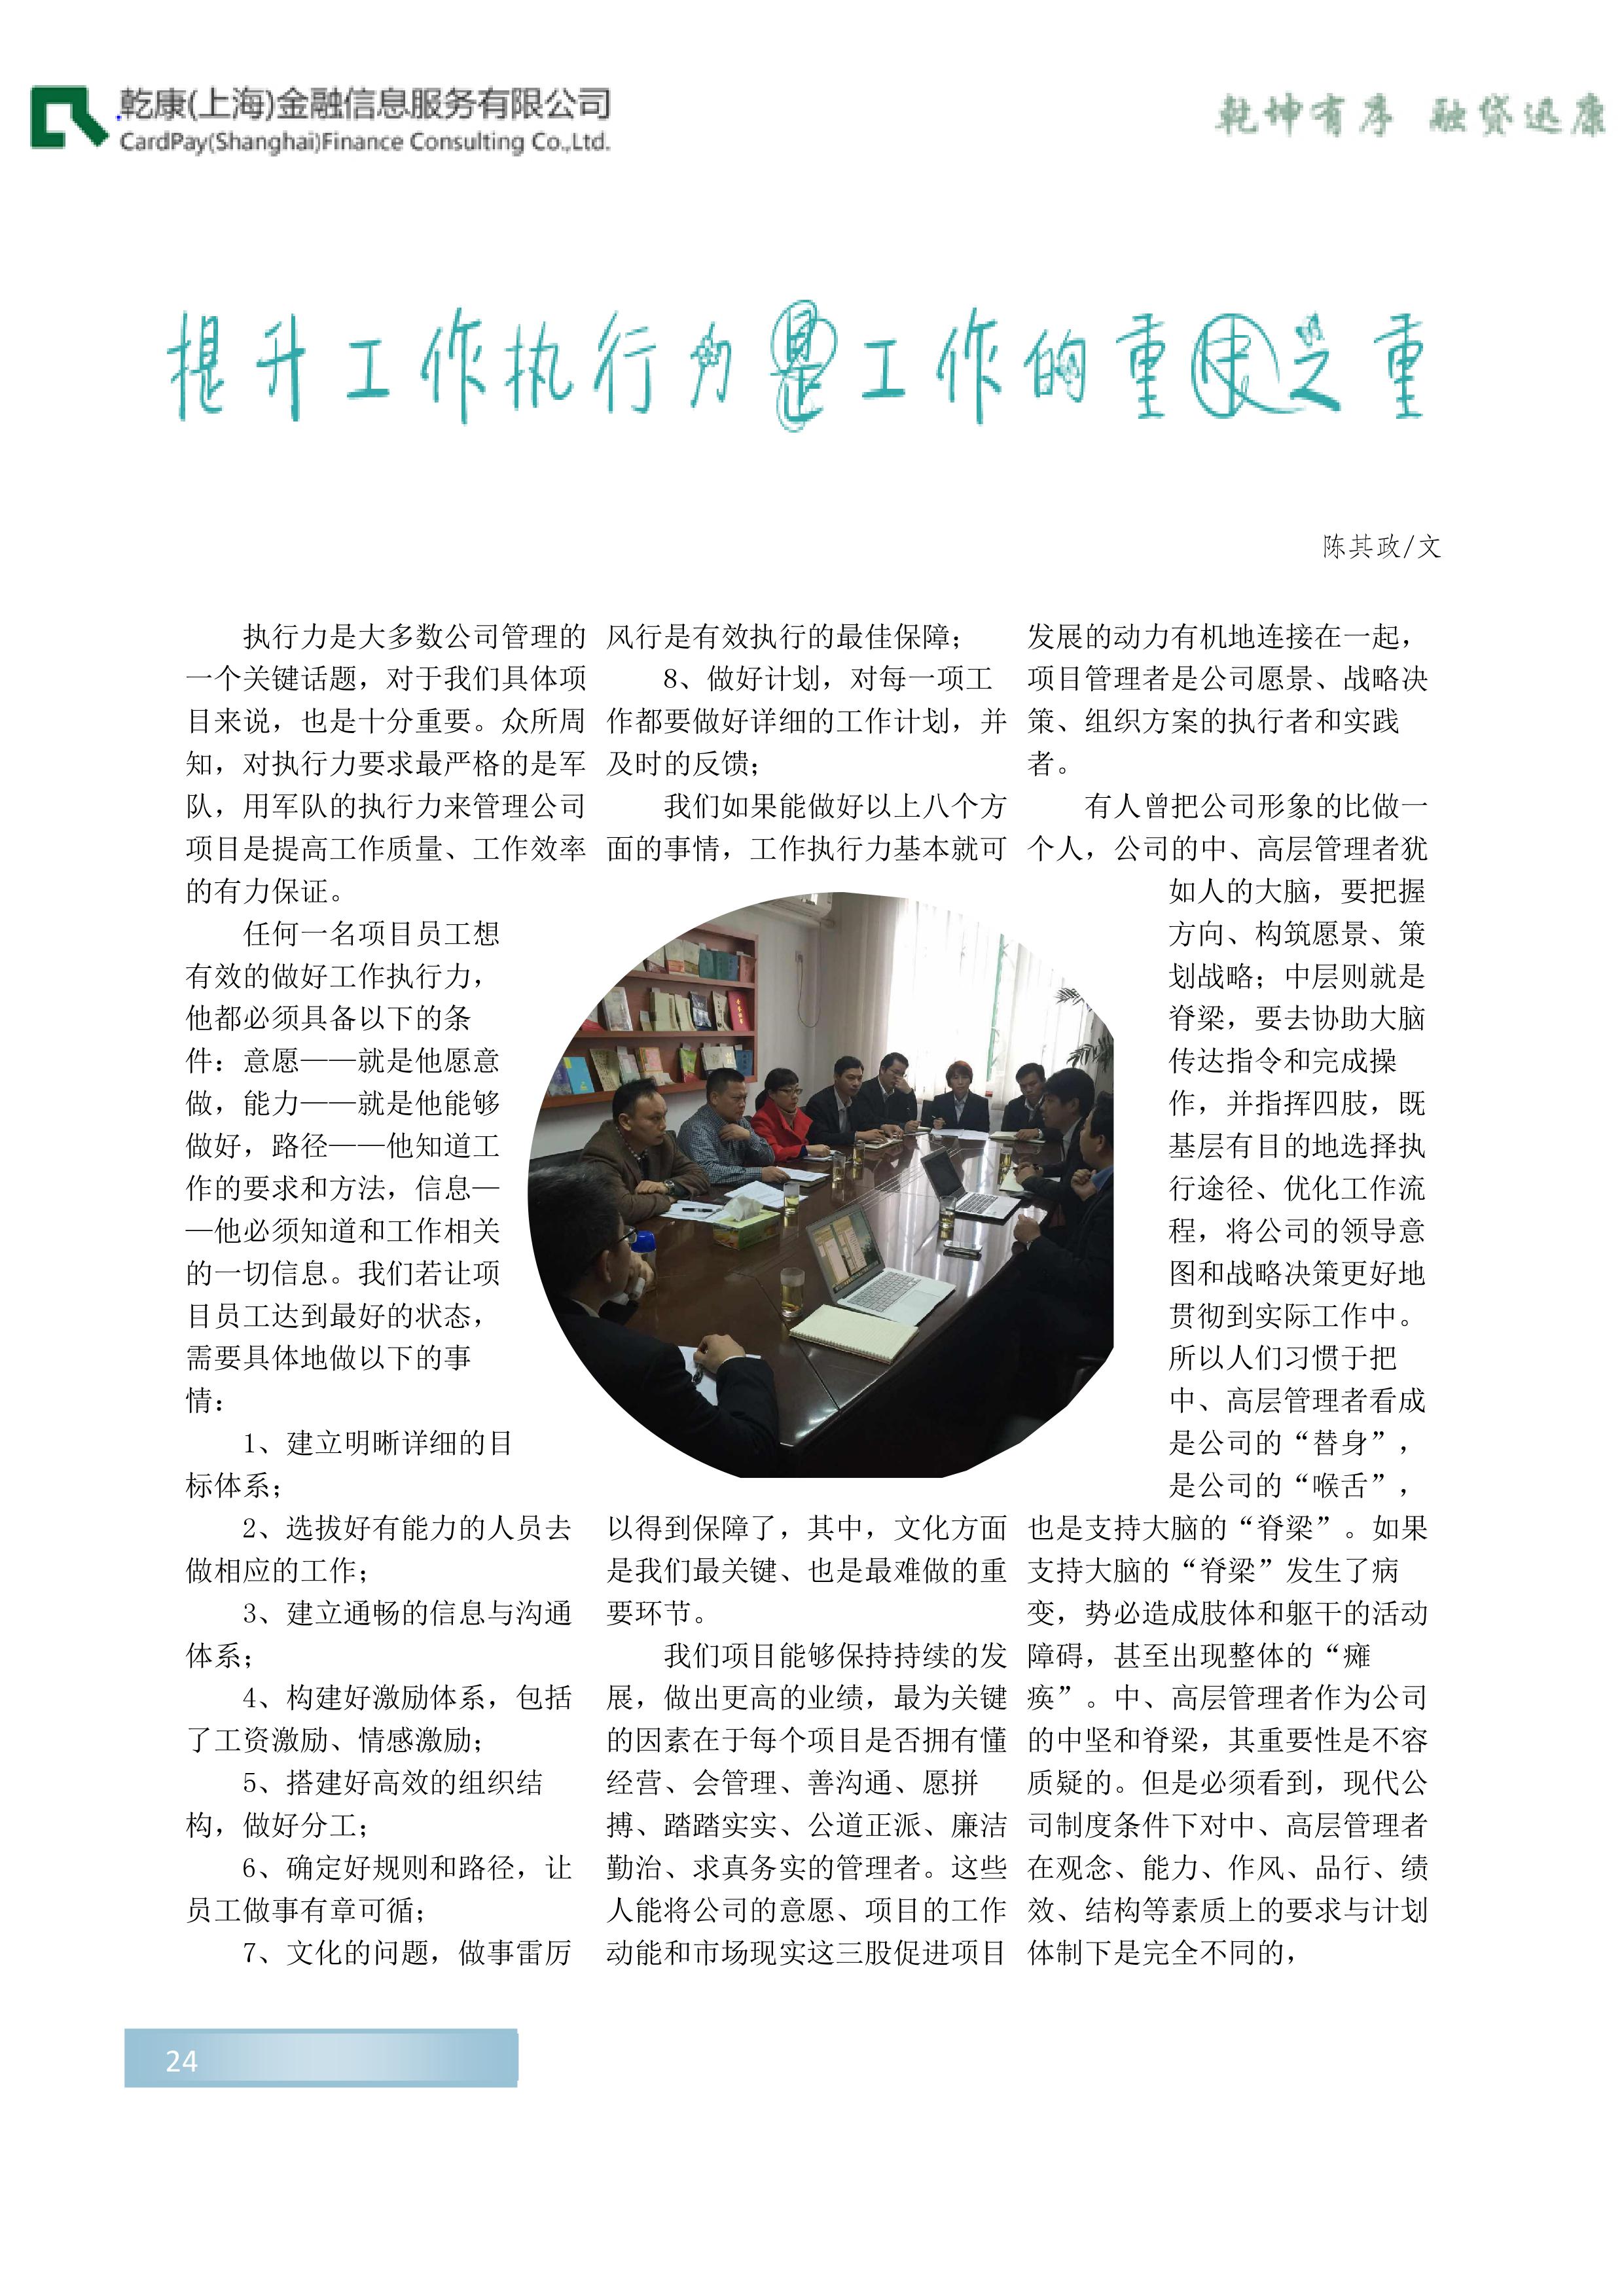 乾康(上海)金融信息服务有限公司
CardPay(Shanghai)Finance Consulting Co.,Ltd.
乾坤有序 融贷迅康
提升工作执行力是工作的重中之重
陈其政/文
执行力是大多数公司管理的
一个关键话题，对于我们具体项
目来说，也是十分重要。众所周
知，对执行力要求最严格的是军
队，用军队的执行力来管理公司
项目是提高工作质量、工作效率
的有力保证。
任何一名项目员工想
有效的做好工作执行力，
他都必须具备以下的条
件：意愿——就是他愿意
做，能力——就是他能够
做好，路径——他知道工
作的要求和方法，信息—
—他必须知道和工作相关
的一切信息。我们若让项
目员工达到最好的状态，
需要具体地做以下的事
情：
1、建立明晰详细的目
标体系；
2、选拔好有能力的人员去
做相应的工作；
3、建立通畅的信息与沟通
体系；
4、构建好激励体系，包括
了工资激励、情感激励；
5、搭建好高效的组织结
构，做好分工；
6、确定好规则和路径，让
员工做事有章可循；
7、文化的问题，做事雷厉
风行是有效执行的最佳保障；
8、做好计划，对每一项工
作都要做好详细的工作计划，并
及时的反馈；
我们如果能做好以上八个方
面的事情，工作执行力基本就可
以得到保障了，其中，文化方面
是我们最关键、也是最难做的重
要环节。
我们项目能够保持持续的发
展，做出更高的业绩，最为关键
的因素在于每个项目是否拥有懂
经营、会管理、善沟通、愿拼
搏、踏踏实实、公道正派、廉洁
勤治、求真务实的管理者。这些
人能将公司的意愿、项目的工作
动能和市场现实这三股促进项目
发展的动力有机地连接在一起，
项目管理者是公司愿景、战略决
策、组织方案的执行者和实践
者。
有人曾把公司形象的比做一
个人，公司的中、高层管理者犹
如人的大脑，要把握
方向、构筑愿景、策
划战略；中层则就是
脊梁，要去协助大脑
传达指令和完成操
作，并指挥四肢，既
基层有目的地选择执
行途径、优化工作流
程，将公司的领导意
图和战略决策更好地
贯彻到实际工作中。
所以人们习惯于把
中、高层管理者看成
是公司的“替身”，
是公司的“喉舌”，
也是支持大脑的“脊梁”。如果
支持大脑的“脊梁”发生了病
变，势必造成肢体和躯干的活动
障碍，甚至出现整体的“瘫
痪”。中、高层管理者作为公司
的中坚和脊梁，其重要性是不容
质疑的。但是必须看到，现代公
司制度条件下对中、高层管理者
在观念、能力、作风、品行、绩
效、结构等素质上的要求与计划
体制下是完全不同的，
24